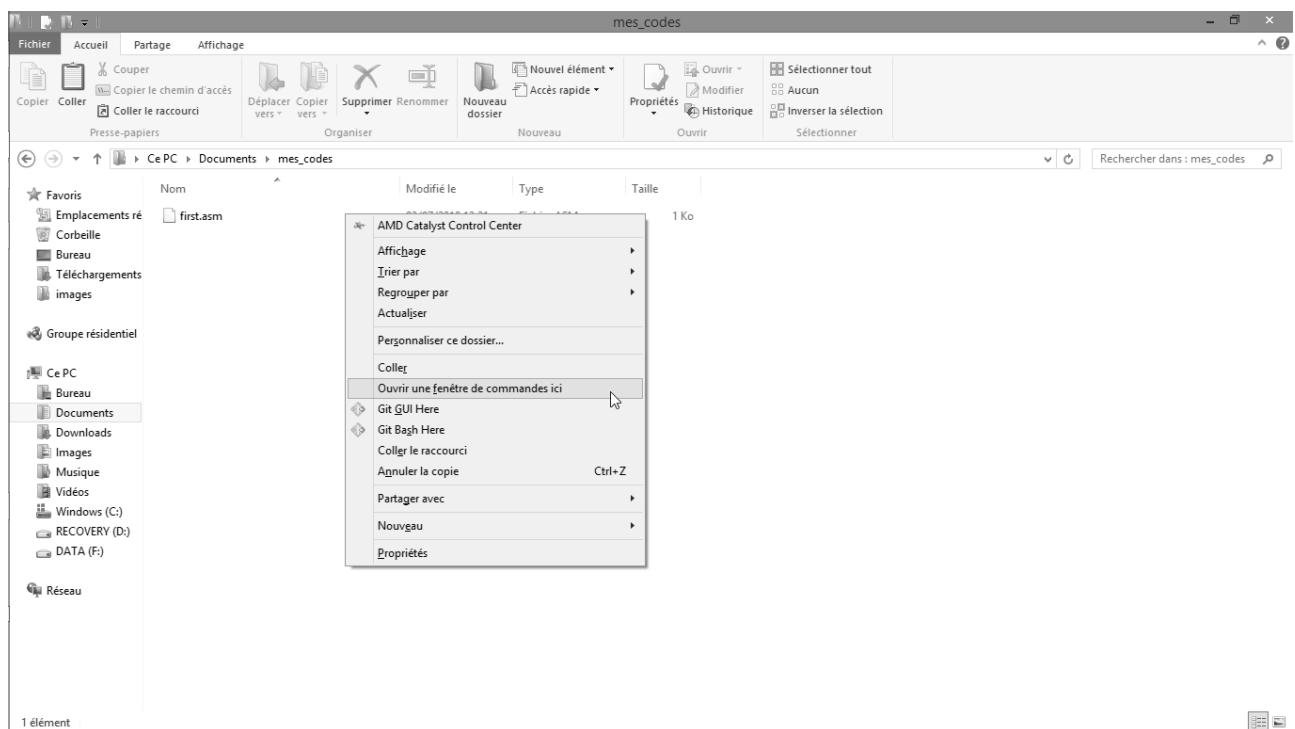 mes_codes
Fichier Accueil Partage Affichage
Copier
Coller
Couper
Copier le chemin d'accès
Coller le raccourci
Presse-papiers
Déplacer vers
Copier vers
Supprimer
Renommer
Organiser
Nouveau dossier
Nouvel élément
Accès rapide
Nouveau
Propriétés
Ouvrir
Modifier
Historique
Ouvrir
Sélectionner tout
Aucun
Inverser la sélection
Sélectionner
Ce PC Documents mes_codes
Rechercher dans : mes_codes
Favoris
Emplacements ré
Corbeille
Bureau
Téléchargements
images
Groupe résidentiel
Ce PC
Bureau
Documents
Downloads
Images
Musique
Vidéos
Windows (C:)
RECOVERY (D:)
DATA (F:)
Réseau
Nom Modifié le Type Taille
first.asm 1 Ko
AMD Catalyst Control Center
Affichage
Trier par
Regrouper par
Actualiser
Personnaliser ce dossier...
Coller
Ouvrir une fenêtre de commandes ici
Git GUI Here
Git Bash Here
Coller le raccourci
Annuler la copie Ctrl+Z
Partager avec
Nouveau
Propriétés
1 élément